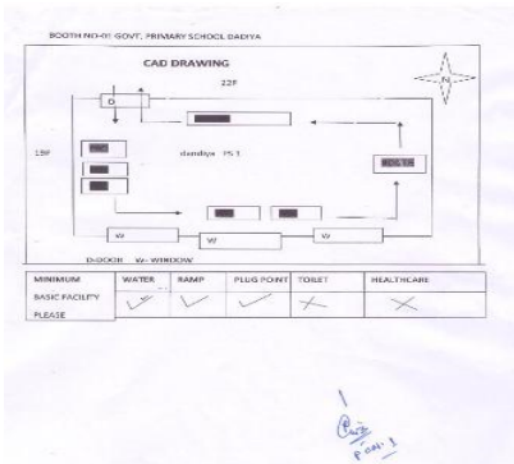 BOOTH NO-01 GOVT, PRIMARY SCHOOL DADIYA
CAD DRAWING
22F
N
D
19F
dandiya PS 1
W
W
W
D-DOOR W- WINDOW
MINIMUM WATER RAMP PLUG POINT TOILET HEALTHCARE
BASIC FACILITY
PLEASE